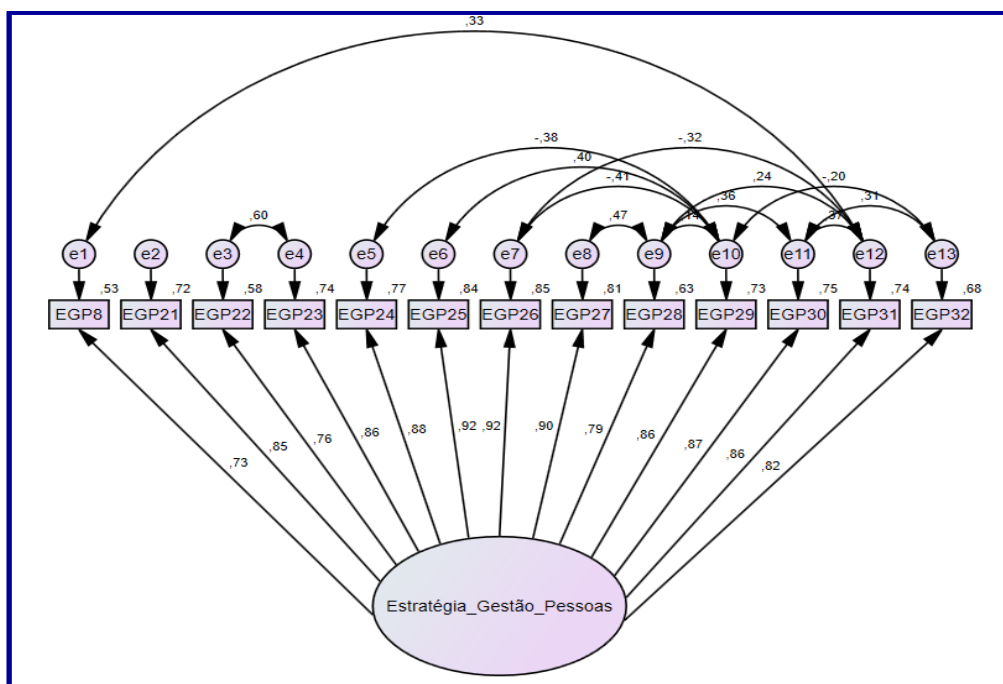 ,33
-,38
-,32
,40
-,41
,24
-,20
,36
,31
,60
,47
,14
,37
e1
e2
e3
e4
e5
e6
e7
e8
e9
e10
e11
e12
e13
,53
,72
,58
,74
,77
,84
,85
,81
,63
,73
,75
,74
,68
EGP8
EGP21
EGP22
EGP23
EGP24
EGP25
EGP26
EGP27
EGP28
EGP29
EGP30
EGP31
EGP32
,73
,85
,76
,86
,88
,92
,92
,90
,79
,86
,87
,86
,82
Estratégia_Gestão_Pessoas